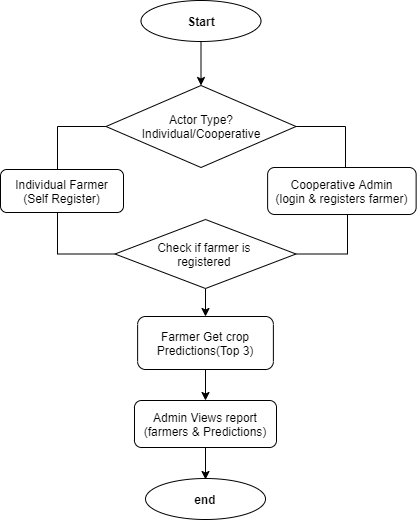 Start
Actor Type?
Individual/Cooperative
Individual Farmer
(Self Register)
Cooperative Admin
(login & registers farmer)
Check if farmer is
registered
Farmer Get crop
Predictions(Top 3)
Admin Views report
(farmers & Predictions)
end